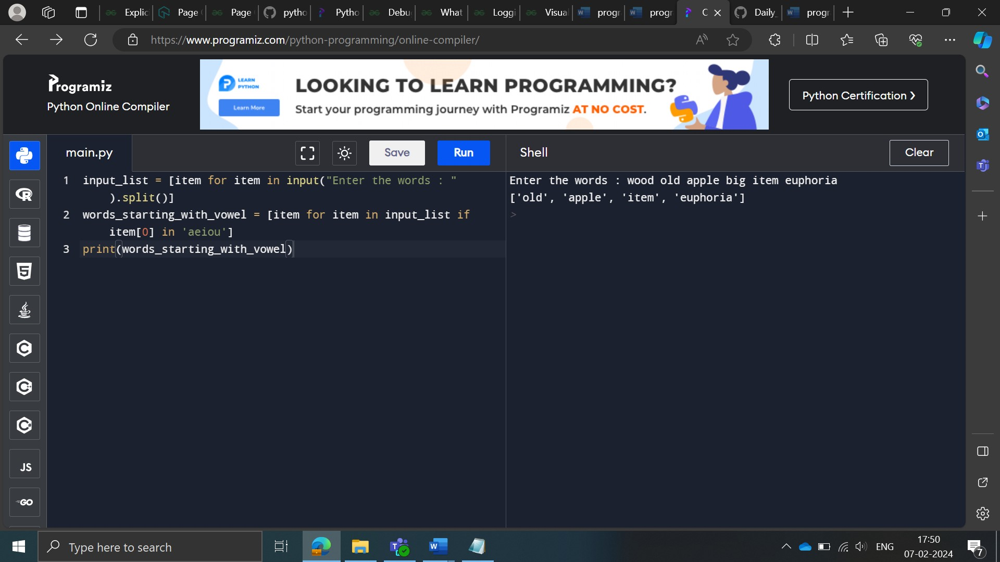 Explic
Page
Page
pytho
Pytho
Debu
What
Loggi
Visual
progr
progr
C
Daily_
progr
https://www.programiz.com/python-programming/online-compiler/
Programiz
Python Online Compiler
LEARN
PYTHON
Learn More
LOOKING TO LEARN PROGRAMMING?
Start your programming journey with Programiz AT NO COST.
Python Certification ❯
main.py
Save
Run
Shell
Clear
1 input_list = [item for item in input("Enter the words : "
).split()]
2 words_starting_with_vowel = [item for item in input_list if
item[0] in 'aeiou']
3 print(words_starting_with_vowel)
Enter the words : wood old apple big item euphoria
['old', 'apple', 'item', 'euphoria']
>
JS
GO
Type here to search
ENG
17:50
07-02-2024
7